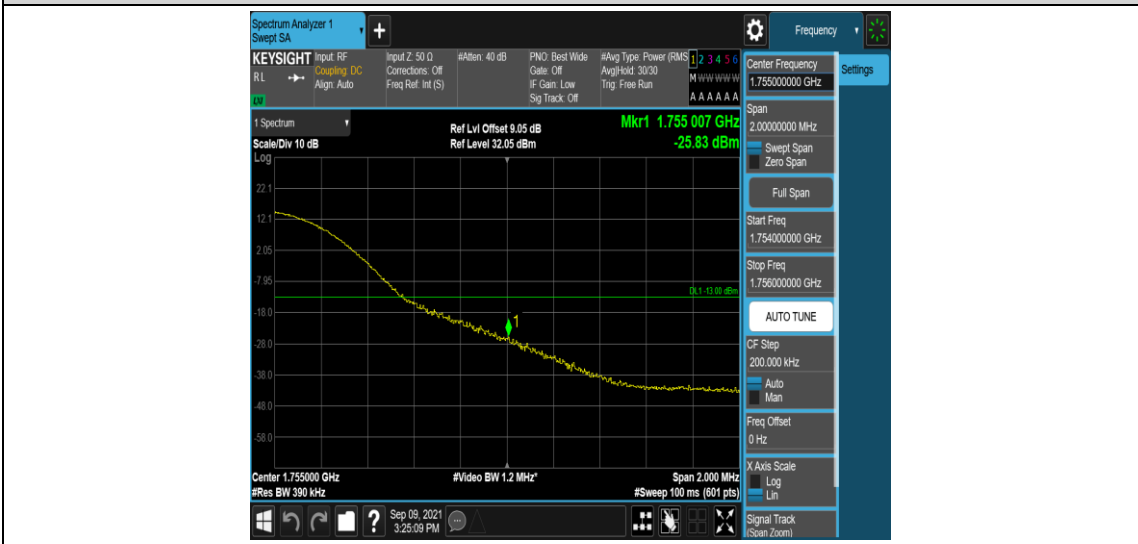 Spectrum Analyzer 1
Swept SA
+
Frequency
KEYSIGHT
RL
LXI
Input: RF
Coupling: DC
Align: Auto
Input Z: 50 Ω
Corrections: Off
Freq Ref: Int (S)
#Atten: 40 dB
PNO: Best Wide
Gate: Off
IF Gain: Low
Sig Track: Off
#Avg Type: Power (RMS
Avg|Hold: 30/30
Trig: Free Run
1 2 3 4 5 6
M W W W W W
A A A A A A
1 Spectrum
Scale/Div 10 dB
Log
Ref Lvl Offset 9.05 dB
Ref Level 32.05 dBm
Mkr1 1.755 007 GHz
-25.83 dBm
22.1
12.1
2.05
-7.95
-18.0
-28.0
-38.0
-48.0
-58.0
DL1 -13.00 dBm
1
Center 1.755000 GHz
#Res BW 390 kHz
#Video BW 1.2 MHz*
Span 2.000 MHz
#Sweep 100 ms (601 pts)
Sep 09, 2021
3:25:09 PM
?
Center Frequency
1.755000000 GHz
Settings
Span
2.00000000 MHz
Swept Span
Zero Span
Full Span
Start Freq
1.754000000 GHz
Stop Freq
1.756000000 GHz
AUTO TUNE
CF Step
200.000 kHz
Auto
Man
Freq Offset
0 Hz
X Axis Scale
Log
Lin
Signal Track
(Span Zoom)